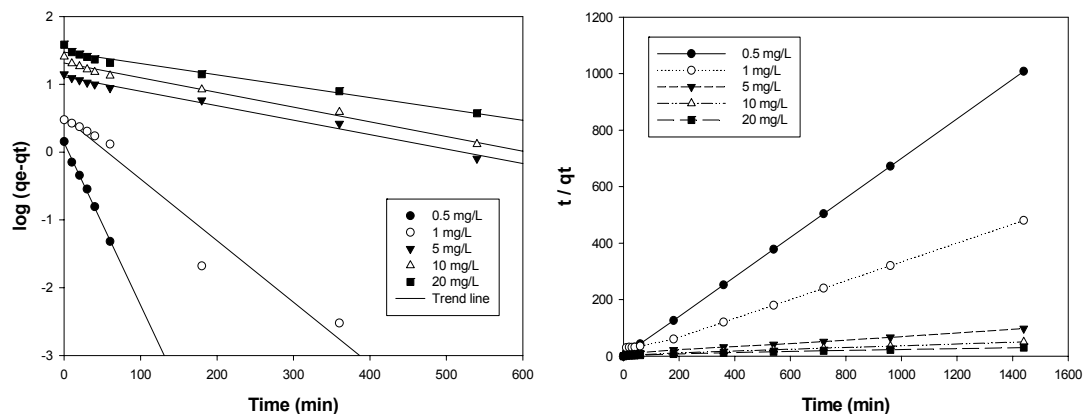 2
1
0
-1
-2
-3
log (qe-qt)
0 100 200 300 400 500 600
Time (min)
0.5 mg/L
1 mg/L
5 mg/L
10 mg/L
20 mg/L
Trend line
1200
1000
800
600
400
200
0
t / qt
0 200 400 600 800 1000 1200 1400 1600
Time (min)
0.5 mg/L
1 mg/L
5 mg/L
10 mg/L
20 mg/L